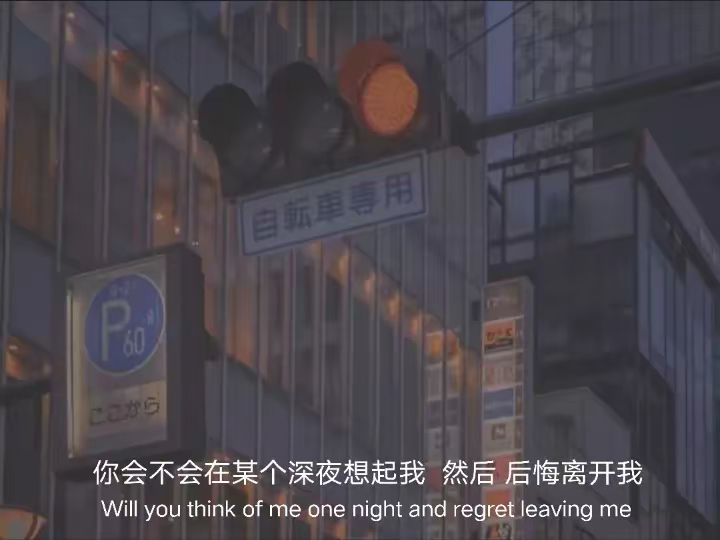 自転車専用
P
60
ここから
你会不会在某个深夜想起我 然后 后悔离开我
Will you think of me one night and regret leaving me